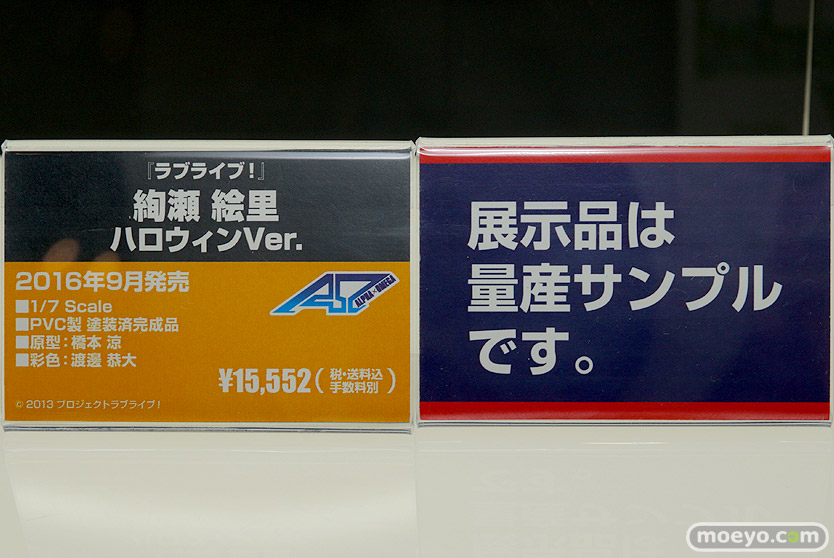 『ラブライブ！』
絢瀬 絵里
ハロウィンVer.
2016年9月発売
■1/7 Scale
■PVC製 塗装済完成品
■原型：橋本 涼
■彩色：渡邊 恭大
ALPHA×OMEGA
¥15,552（税・送料込
手数料別）
© 2013 プロジェクトラブライブ！
展示品は
量産サンプル
です。
moeyo.com